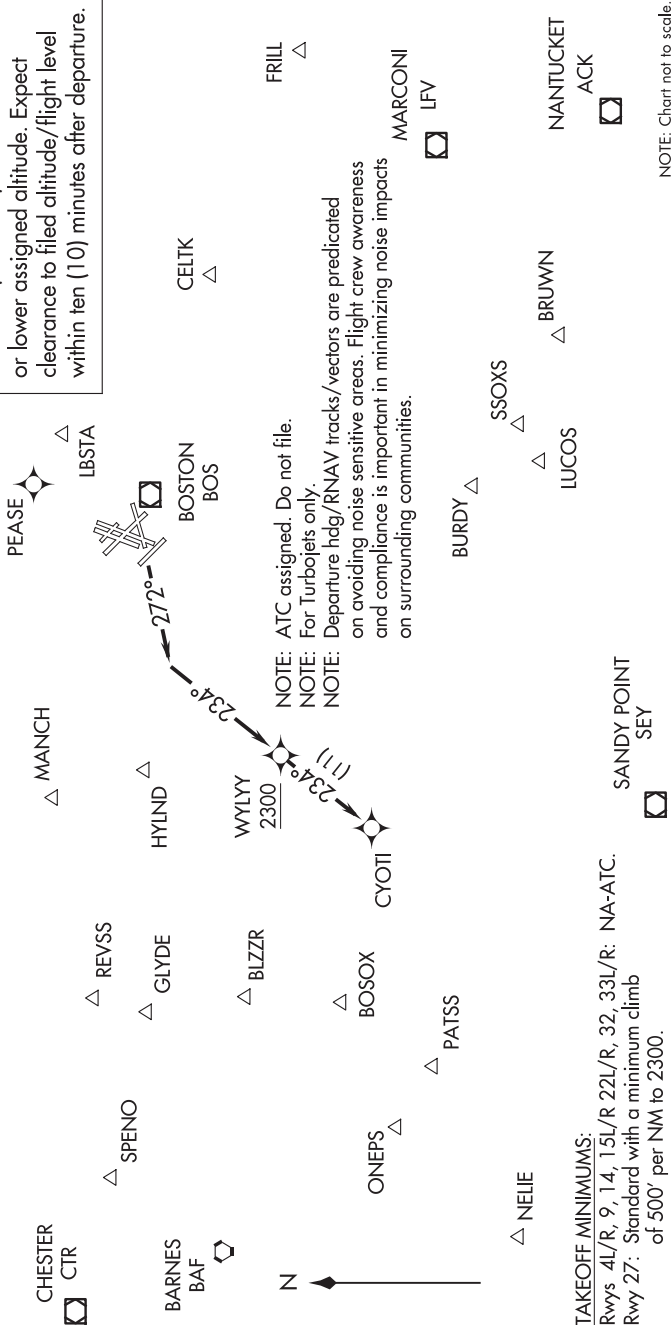 or lower assigned altitude. Expect
clearance to filed altitude/flight level
within ten (10) minutes after departure.
PEASE
LBSTA
BOSTON
BOS
CELTK
FRILL
MARCONI
LFV
NANTUCKET
ACK
MANCH
HYLND
272°
234°
WYLYY
2300
234°
(11)
CYOTI
NOTE: ATC assigned. Do not file.
NOTE: For Turbojets only.
NOTE: Departure hdg/RNAV tracks/vectors are predicated
on avoiding noise sensitive areas. Flight crew awareness
and compliance is important in minimizing noise impacts
on surrounding communities.
BURDY
SSOXS
LUCOS
BRUWN
CHESTER
CTR
SPENO
REVSS
GLYDE
BARNES
BAF
BLZZR
BOSOX
ONEPS
PATSS
NELIE
SANDY POINT
SEY
N
TAKEOFF MINIMUMS:
Rwys 4L/R, 9, 14, 15L/R 22L/R, 32, 33L/R: NA-ATC.
Rwy 27: Standard with a minimum climb
of 500' per NM to 2300.
NOTE: Chart not to scale.